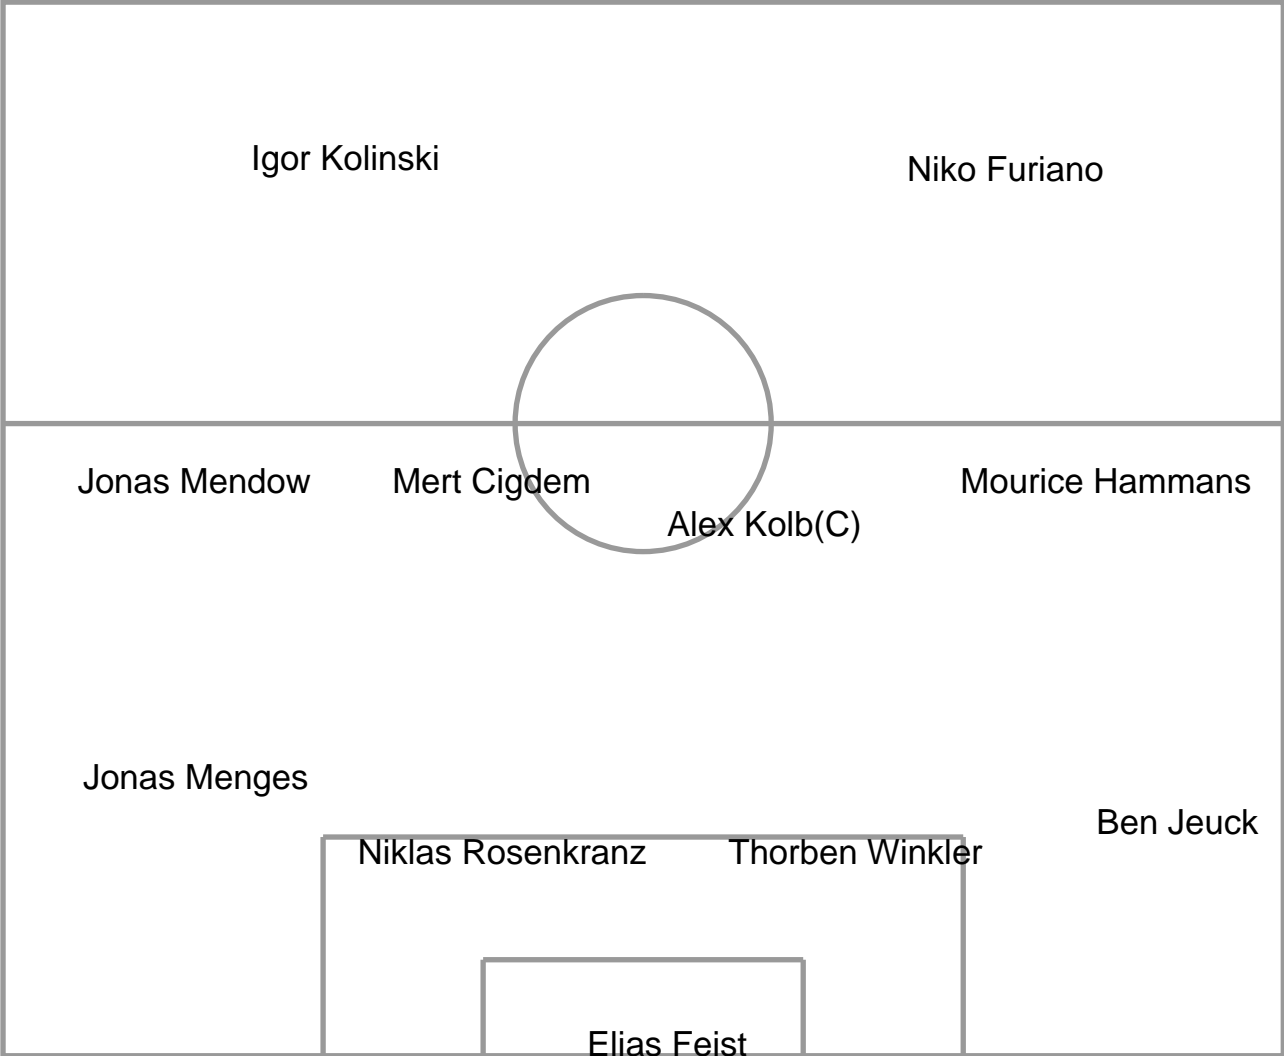 Igor Kolinski
Niko Furiano
Jonas Mendow
Mert Cigdem
Mourice Hammans
Alex Kolb(C)
Jonas Menges
Ben Jeuck
Niklas Rosenkranz
Thorben Winkler
Elias Feist